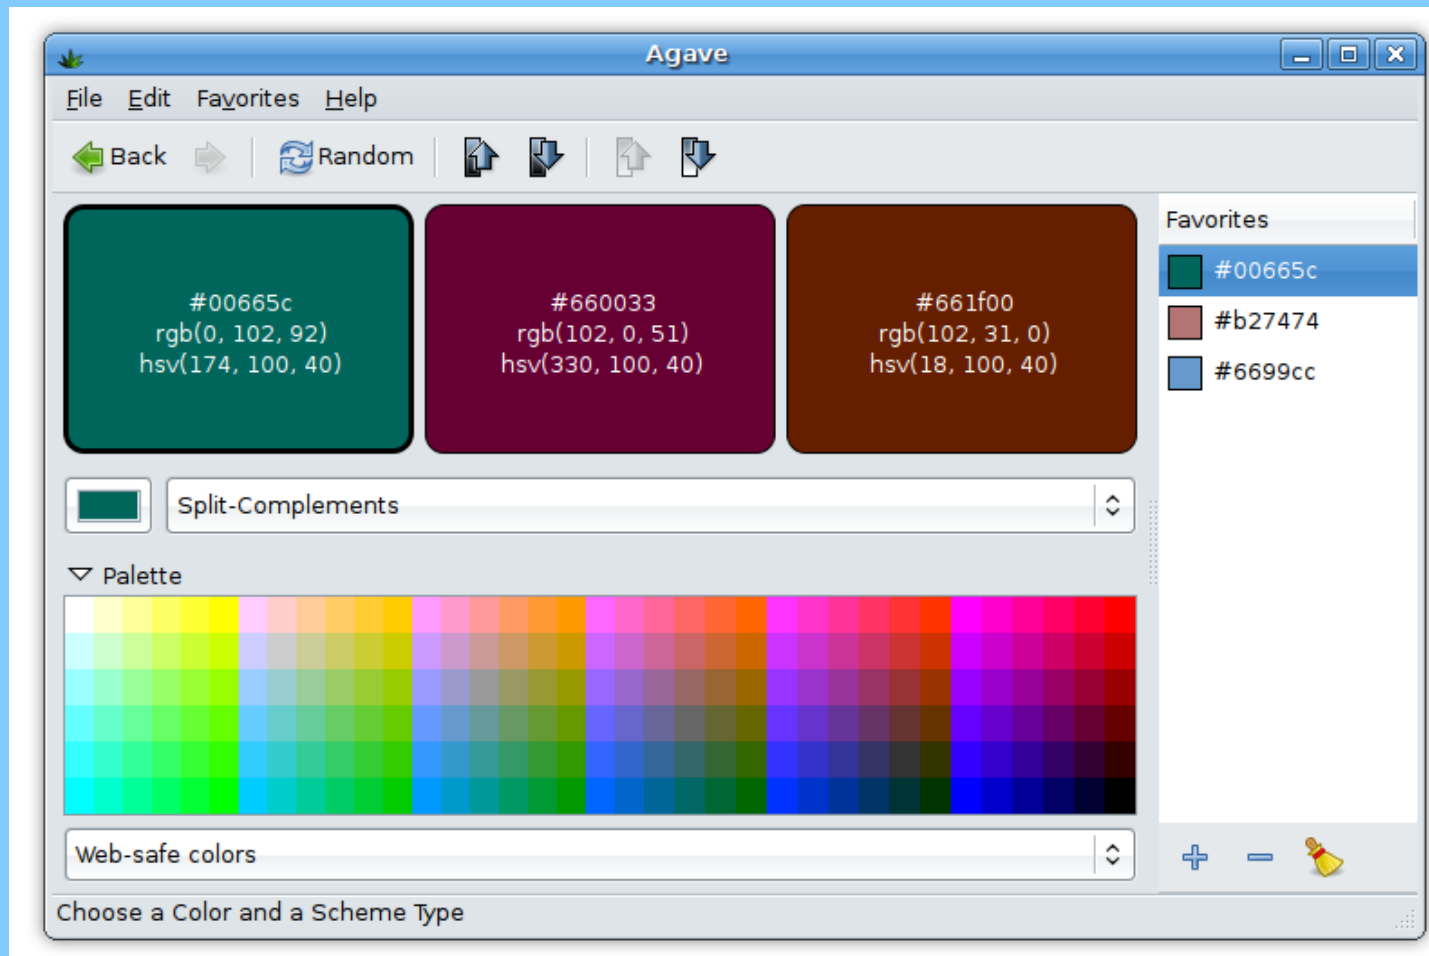 Agave
File Edit Favorites Help
Back Random
#00665c
rgb(0, 102, 92)
hsv(174, 100, 40)
#660033
rgb(102, 0, 51)
hsv(330, 100, 40)
#661f00
rgb(102, 31, 0)
hsv(18, 100, 40)
Split-Complements
Palette
Web-safe colors
Favorites
#00665c
#b27474
#6699cc
Choose a Color and a Scheme Type